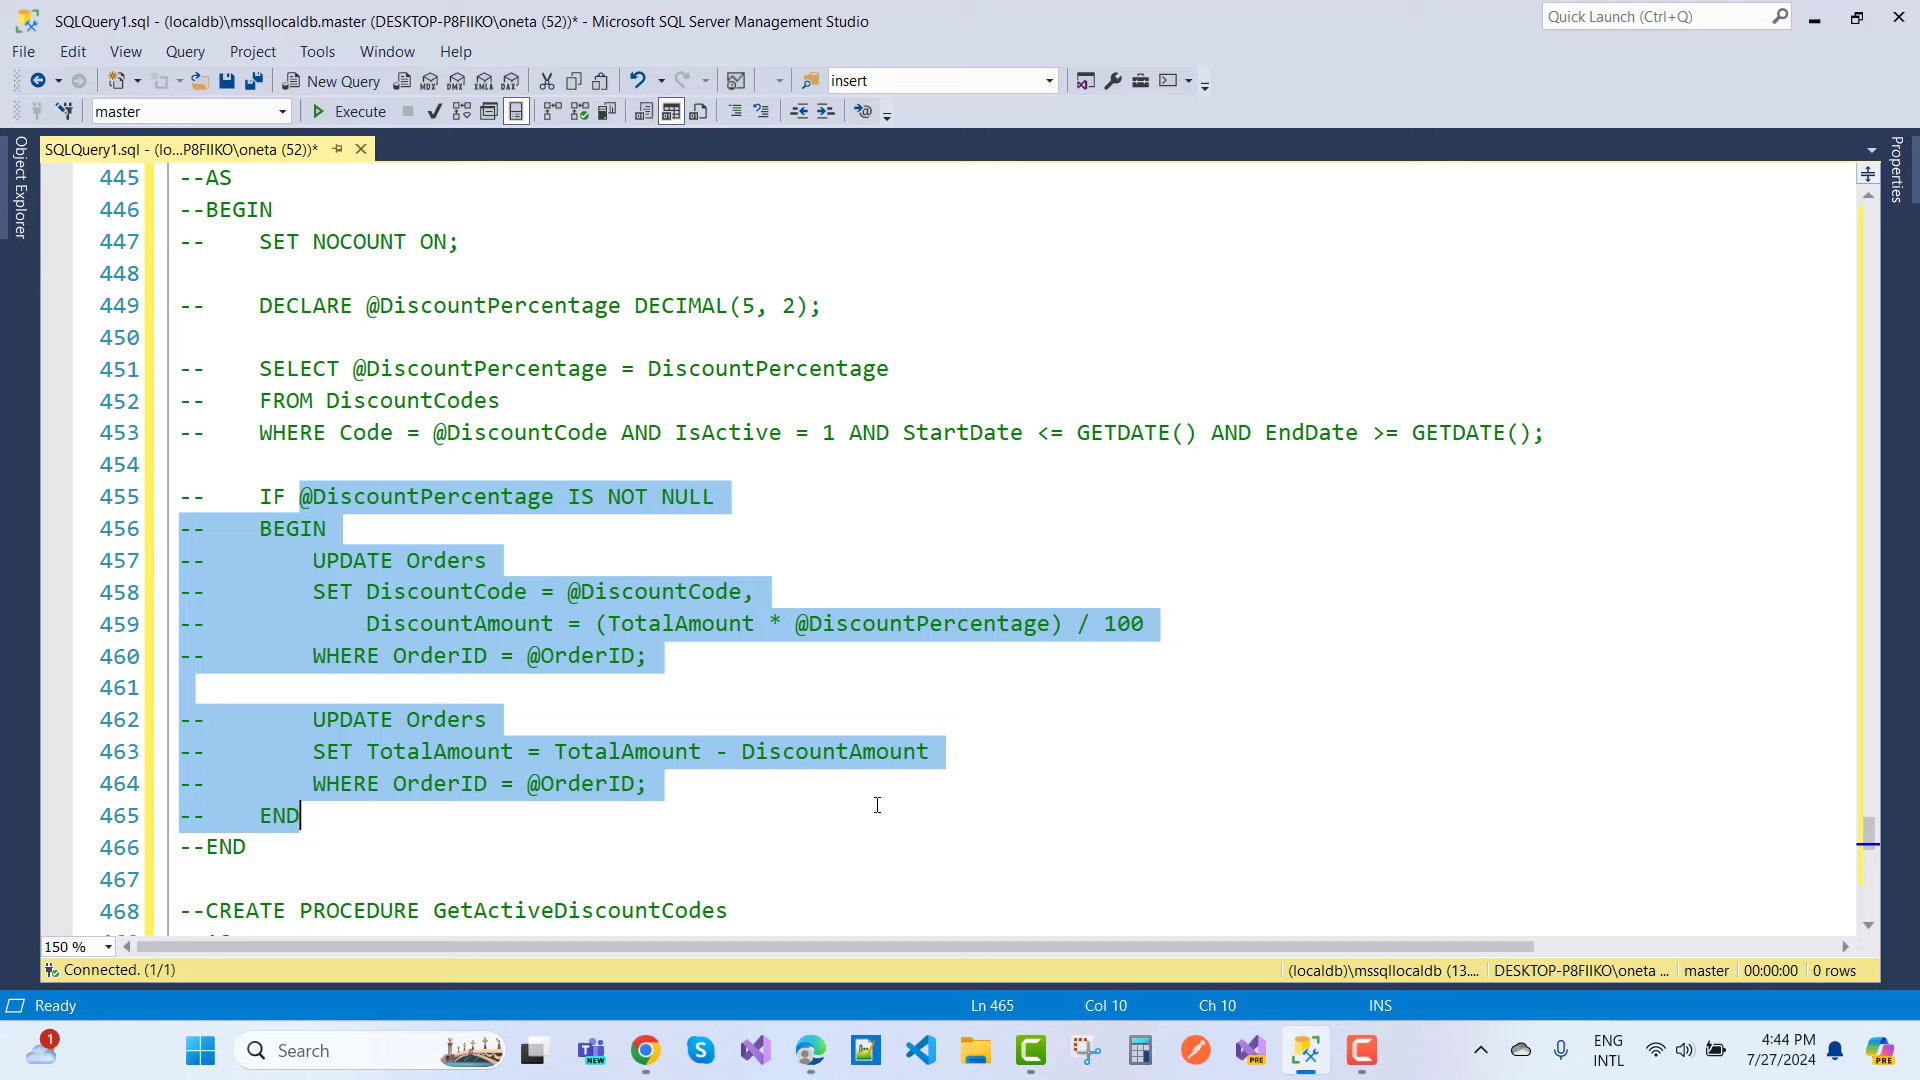 SQLQuery1.sql - (localdb)\mssqllocaldb.master (DESKTOP-P8FIIKO\oneta (52))* - Microsoft SQL Server Management Studio
Quick Launch (Ctrl+Q)
File Edit View Query Project Tools Window Help
New Query MDX DMX XMLA DAX insert
master Execute
Object Explorer
SQLQuery1.sql - (lo...P8FIIKO\oneta (52))*
Properties
445 --AS
446 --BEGIN
447 -- SET NOCOUNT ON;
448
449 -- DECLARE @DiscountPercentage DECIMAL(5, 2);
450
451 -- SELECT @DiscountPercentage = DiscountPercentage
452 -- FROM DiscountCodes
453 -- WHERE Code = @DiscountCode AND IsActive = 1 AND StartDate <= GETDATE() AND EndDate >= GETDATE();
454
455 -- IF @DiscountPercentage IS NOT NULL
456 -- BEGIN
457 -- UPDATE Orders
458 -- SET DiscountCode = @DiscountCode,
459 -- DiscountAmount = (TotalAmount * @DiscountPercentage) / 100
460 -- WHERE OrderID = @OrderID;
461
462 -- UPDATE Orders
463 -- SET TotalAmount = TotalAmount - DiscountAmount
464 -- WHERE OrderID = @OrderID;
465 -- END
466 --END
467
468 --CREATE PROCEDURE GetActiveDiscountCodes
150 %
Connected. (1/1) (localdb)\mssqllocaldb (13.... DESKTOP-P8FIIKO\oneta ... master 00:00:00 0 rows
Ready Ln 465 Col 10 Ch 10 INS
1 Search NEW PRE ENG INTL 4:44 PM 7/27/2024 PRE